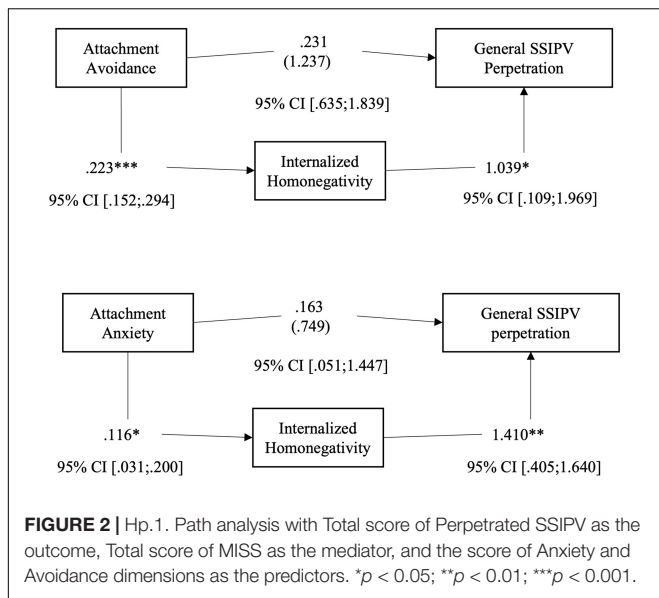 Attachment
Avoidance
.231
(1.237)
General SSIPV
Perpetration
95% CI [.635;1.839]
.223***
Internalized
Homonegativity
1.039*
95% CI [.152;.294]
95% CI [.109;1.969]
Attachment
Anxiety
.163
(.749)
General SSIPV
perpetration
95% CI [.051;1.447]
.116*
Internalized
Homonegativity
1.410**
95% CI [.031;.200]
95% CI [.405;1.640]
FIGURE 2 | Hp.1. Path analysis with Total score of Perpetrated SSIPV as the
outcome, Total score of MISS as the mediator, and the score of Anxiety and
Avoidance dimensions as the predictors. *p < 0.05; **p < 0.01; ***p < 0.001.